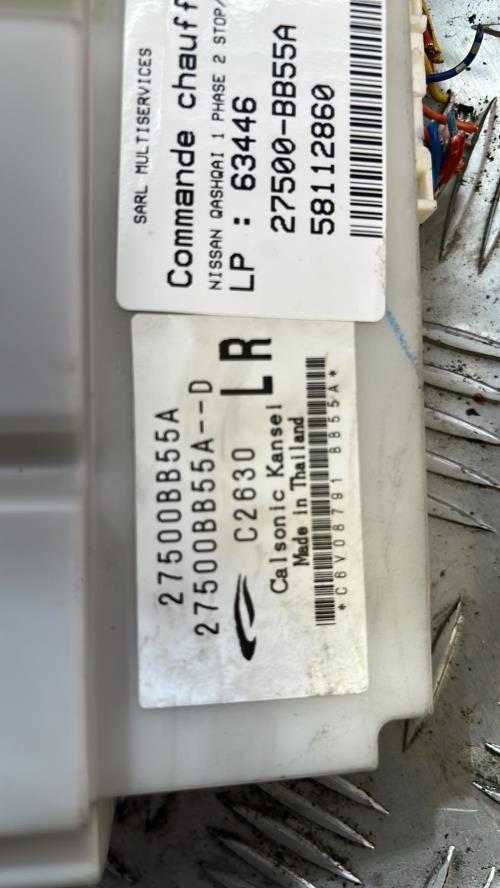 SARL MULTISERVICES
Commande chauff
NISSAN QASHQAI 1 PHASE 2 STOP/
LP : 63446
27500-BB55A
58112860
27500BB55A
27500BB55A--D
C2630 LR
Calsonic Kansei
Made in Thailand
*C6V08791 BB55A*